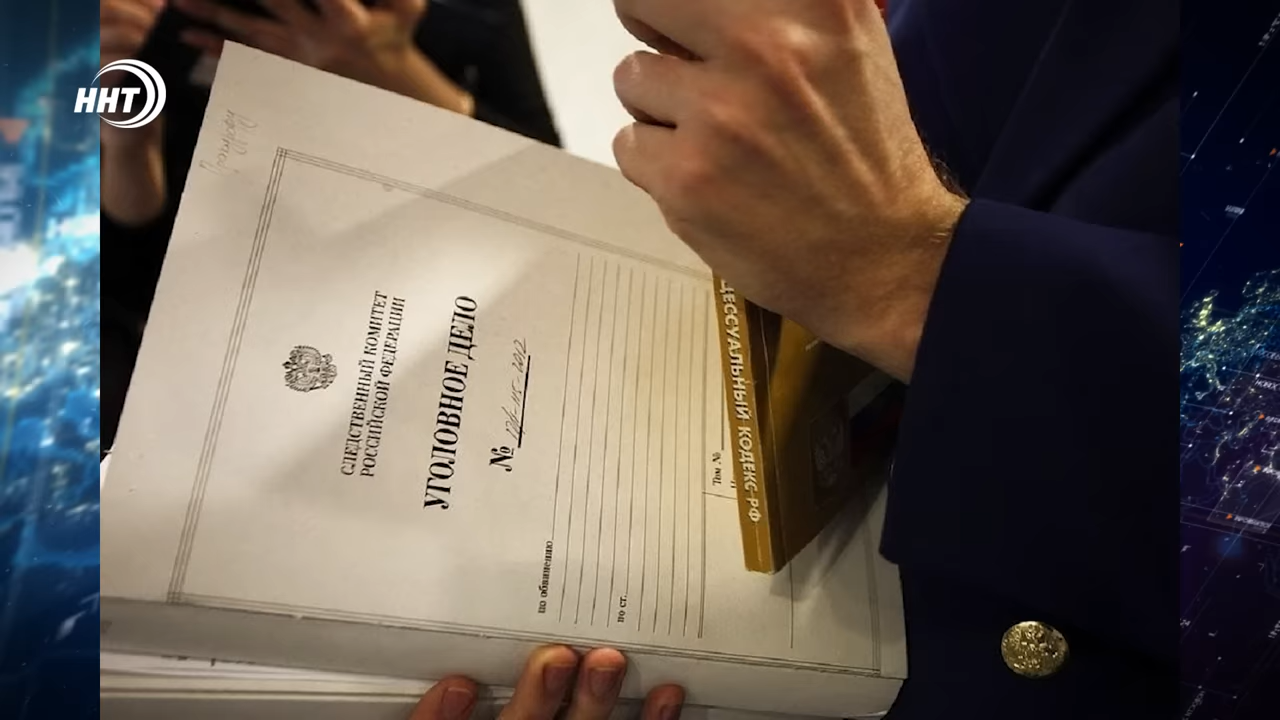 ННТ
СЛЕДСТВЕННЫЙ КОМИТЕТ
РОССИЙСКОЙ ФЕДЕРАЦИИ
УГОЛОВНОЕ ДЕЛО
№
по обвинению
по ст.
Том №
ЦЕССУАЛЬНЫЙ КОДЕКС РФ